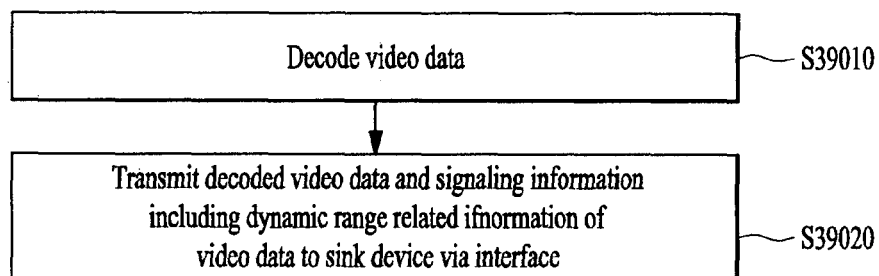 Decode video data
S39010
Transmit decoded video data and signaling information
including dynamic range related ifnormation of
video data to sink device via interface
S39020